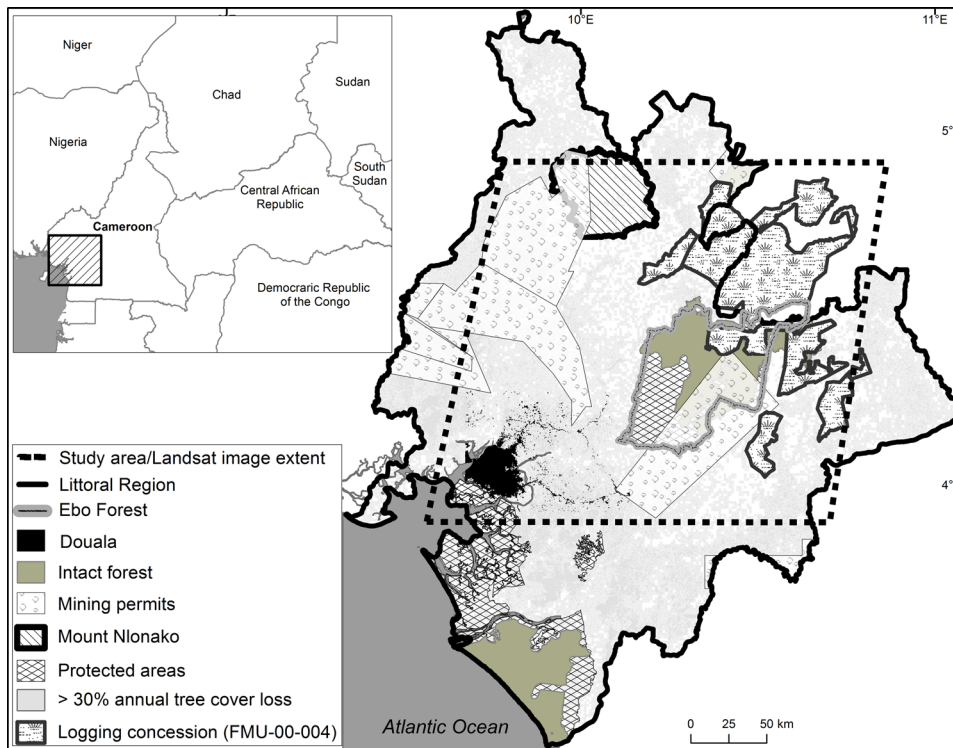 10°E
11°E
5°
4°
Niger
Chad
Sudan
Nigeria
South
Sudan
Central African
Republic
Cameroon
Democraric Republic
of the Congo
Study area/Landsat image extent
Littoral Region
Ebo Forest
Douala
Intact forest
Mining permits
Mount Nlonako
Protected areas
> 30% annual tree cover loss
Logging concession (FMU-00-004)
Atlantic Ocean
0 25 50 km